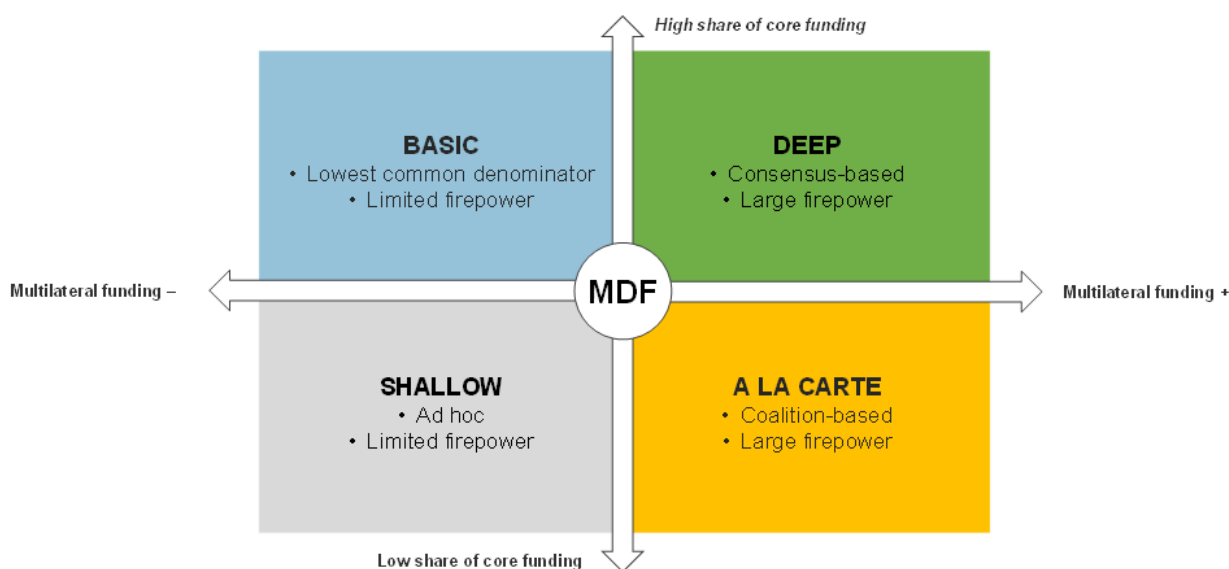 High share of core funding
BASIC
• Lowest common denominator
• Limited firepower
DEEP
• Consensus-based
• Large firepower
Multilateral funding –
MDF
Multilateral funding +
SHALLOW
• Ad hoc
• Limited firepower
A LA CARTE
• Coalition-based
• Large firepower
Low share of core funding